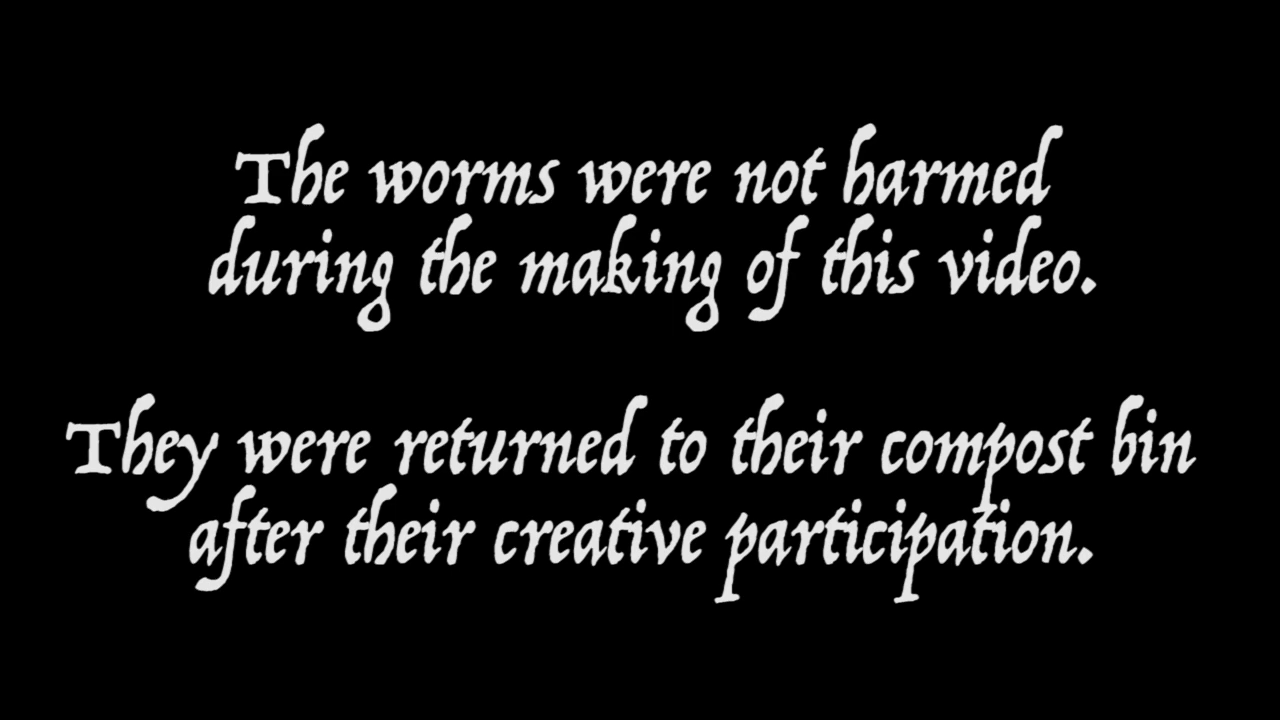 The worms were not harmed
during the making of this video.
They were returned to their compost bin
after their creative participation.